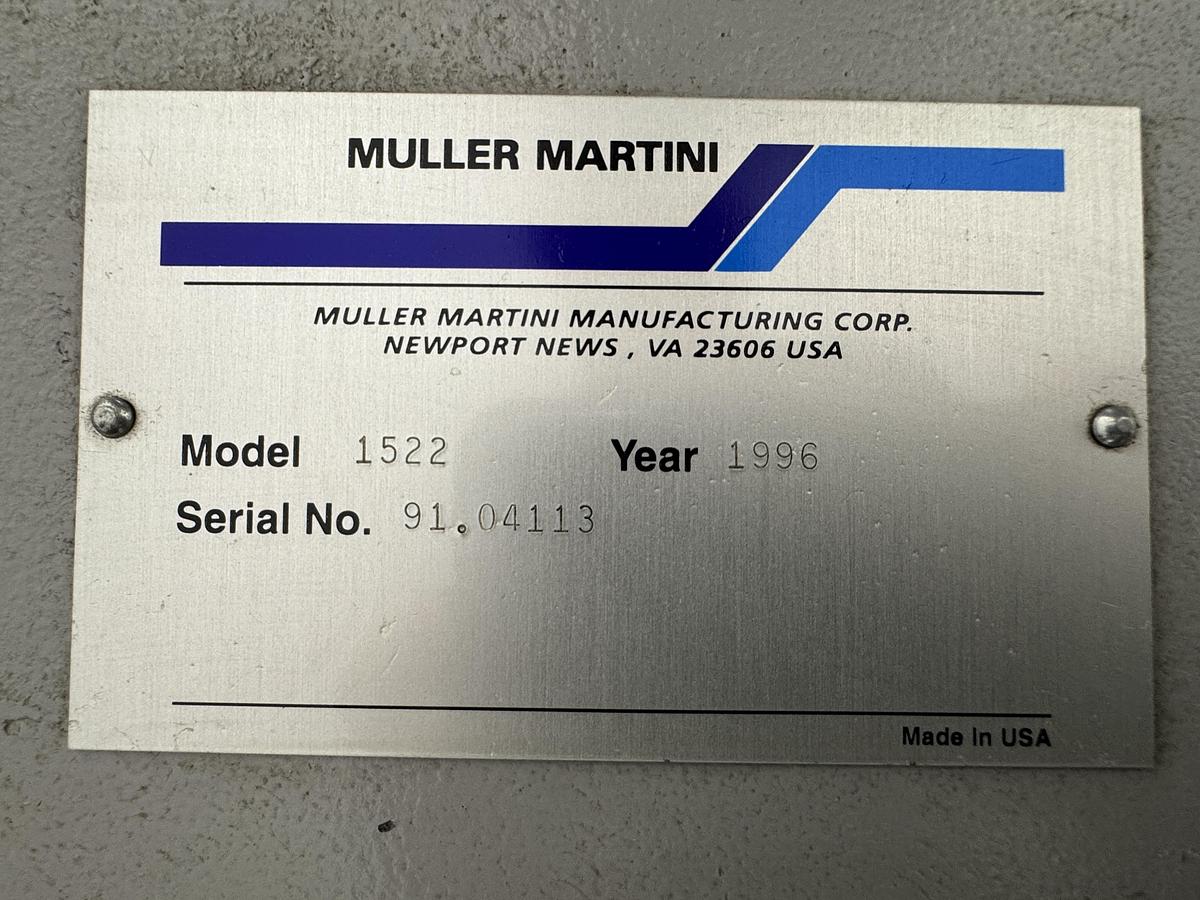 MULLER MARTINI
MULLER MARTINI MANUFACTURING CORP.
NEWPORT NEWS , VA 23606 USA
Model 1522 Year 1996
Serial No. 91.04113
Made In USA